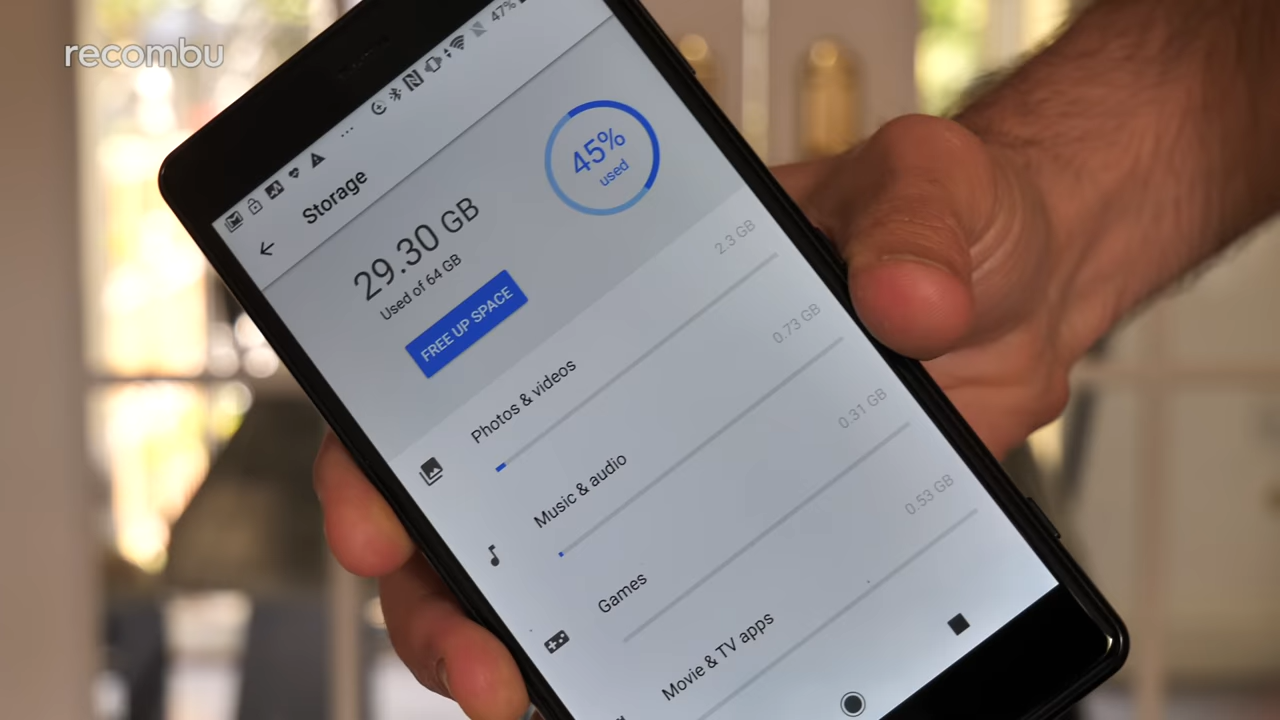 recombu
47%
Storage
29.30 GB
Used of 64 GB
45%
used
FREE UP SPACE
Photos & videos
2.3 GB
Music & audio
0.73 GB
Games
0.31 GB
Movie & TV apps
0.53 GB